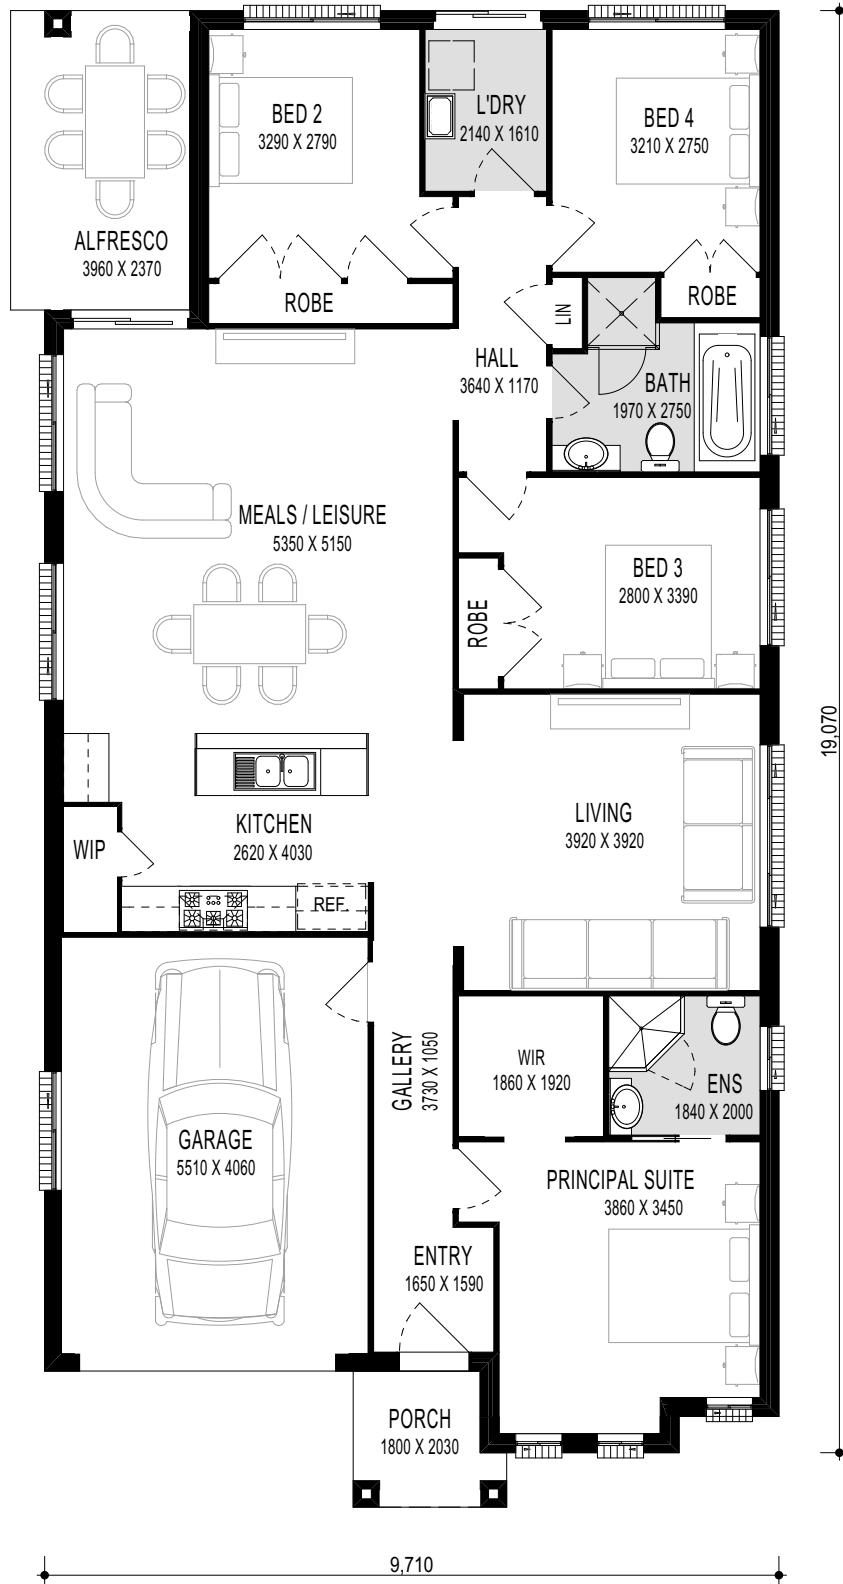 BED 2
3290 X 2790
L'DRY
2140 X 1610
BED 4
3210 X 2750
ALFRESCO
3960 X 2370
ROBE
LIN
ROBE
HALL
3640 X 1170
BATH
1970 X 2750
MEALS / LEISURE
5350 X 5150
BED 3
2800 X 3390
ROBE
19,070
KITCHEN
2620 X 4030
LIVING
3920 X 3920
WIP
REF.
GALLERY
3730 X 1050
WIR
1860 X 1920
ENS
1840 X 2000
GARAGE
5510 X 4060
PRINCIPAL SUITE
3860 X 3450
ENTRY
1650 X 1590
PORCH
1800 X 2030
9,710